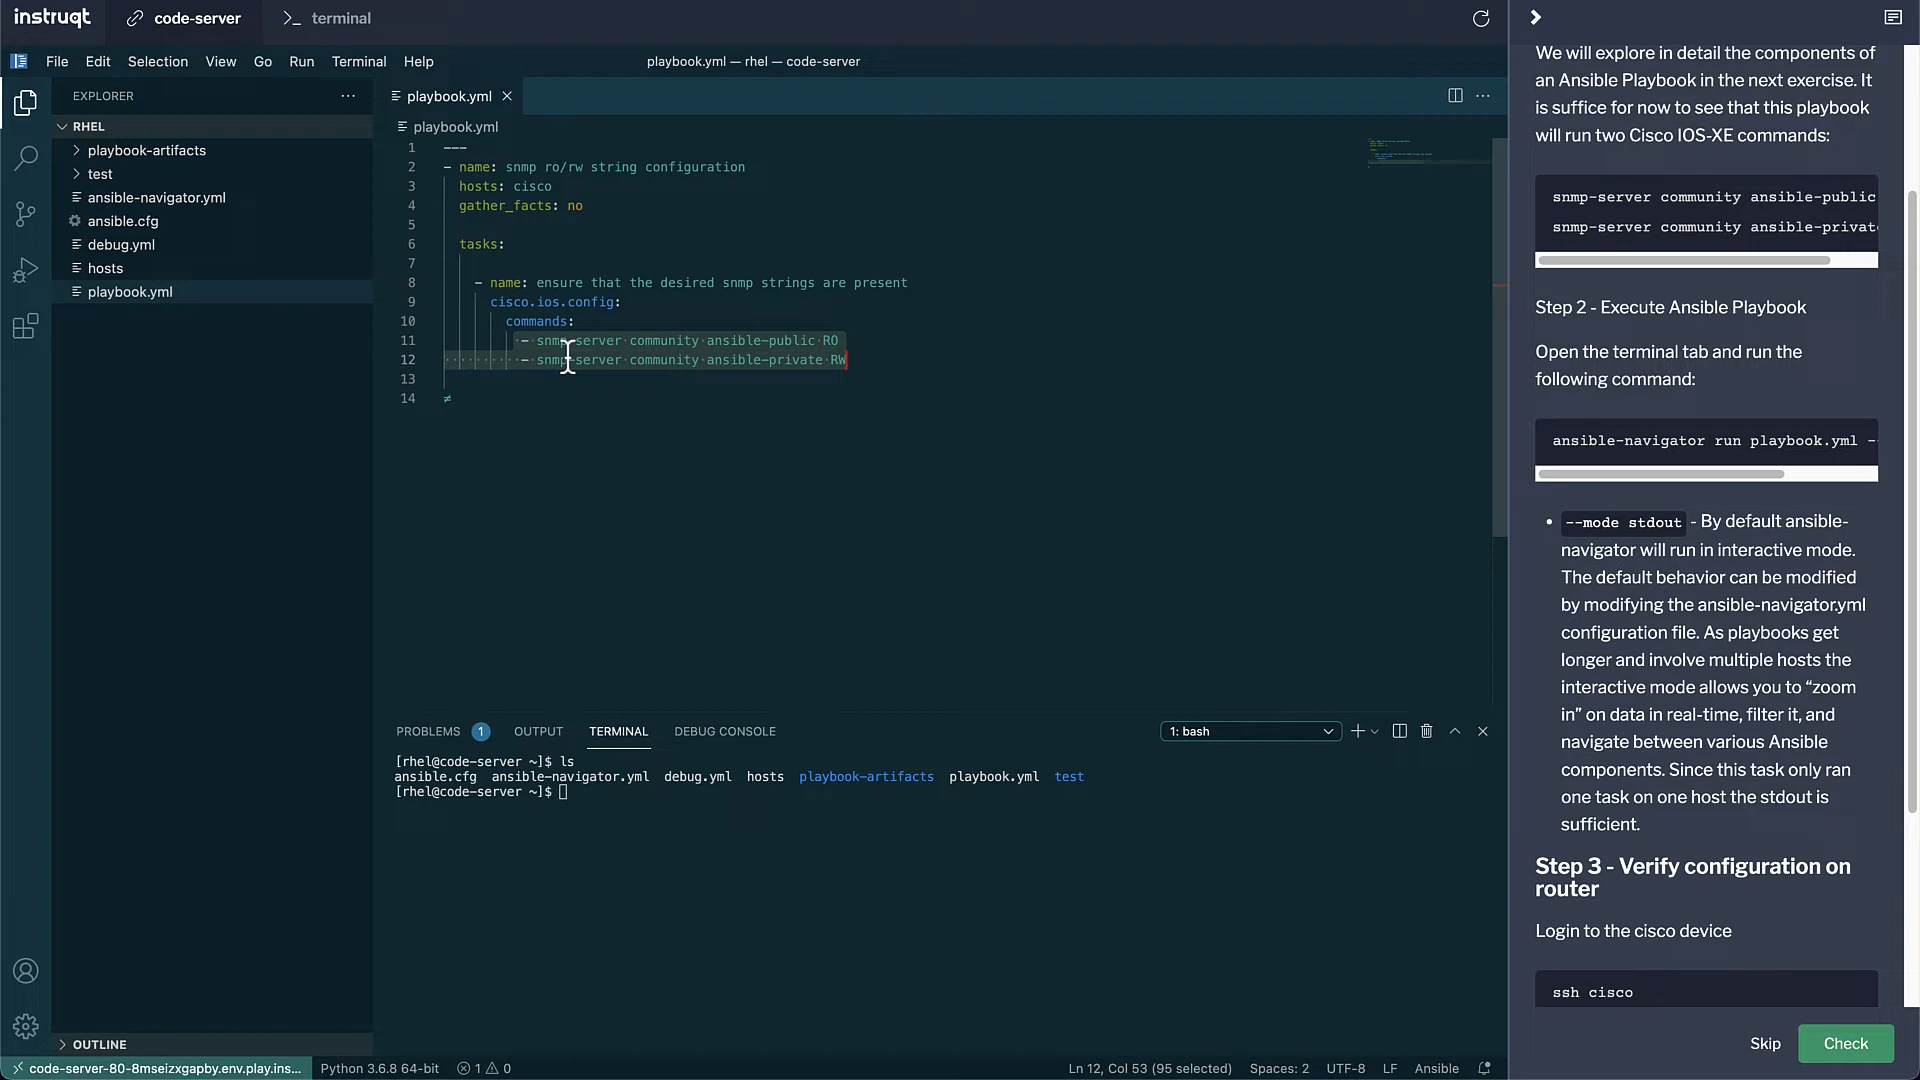 instruqt
code-server
terminal
File Edit Selection View Go Run Terminal Help
playbook.yml — rhel — code-server
EXPLORER
RHEL
playbook-artifacts
test
ansible-navigator.yml
ansible.cfg
debug.yml
hosts
playbook.yml
OUTLINE
playbook.yml
playbook.yml
1 ---
2 - name: snmp ro/rw string configuration
3 hosts: cisco
4 gather_facts: no
5
6 tasks:
7
8 - name: ensure that the desired snmp strings are present
9 cisco.ios.config:
10 commands:
11 - snmp-server community ansible-public RO
12 - snmp-server community ansible-private RW
13
14 ≠
PROBLEMS 1 OUTPUT TERMINAL DEBUG CONSOLE
1: bash
[rhel@code-server ~]$ ls
ansible.cfg ansible-navigator.yml debug.yml hosts playbook-artifacts playbook.yml test
[rhel@code-server ~]$
code-server-80-8mseizxgapby.env.play.ins... Python 3.6.8 64-bit 1 0
Ln 12, Col 53 (95 selected) Spaces: 2 UTF-8 LF Ansible
We will explore in detail the components of
an Ansible Playbook in the next exercise. It
is suffice for now to see that this playbook
will run two Cisco IOS-XE commands:
snmp-server community ansible-public
snmp-server community ansible-privat
Step 2 - Execute Ansible Playbook
Open the terminal tab and run the
following command:
ansible-navigator run playbook.yml -
• --mode stdout - By default ansible-
navigator will run in interactive mode.
The default behavior can be modified
by modifying the ansible-navigator.yml
configuration file. As playbooks get
longer and involve multiple hosts the
interactive mode allows you to “zoom
in” on data in real-time, filter it, and
navigate between various Ansible
components. Since this task only ran
one task on one host the stdout is
sufficient.
Step 3 - Verify configuration on
router
Login to the cisco device
ssh cisco
Skip
Check